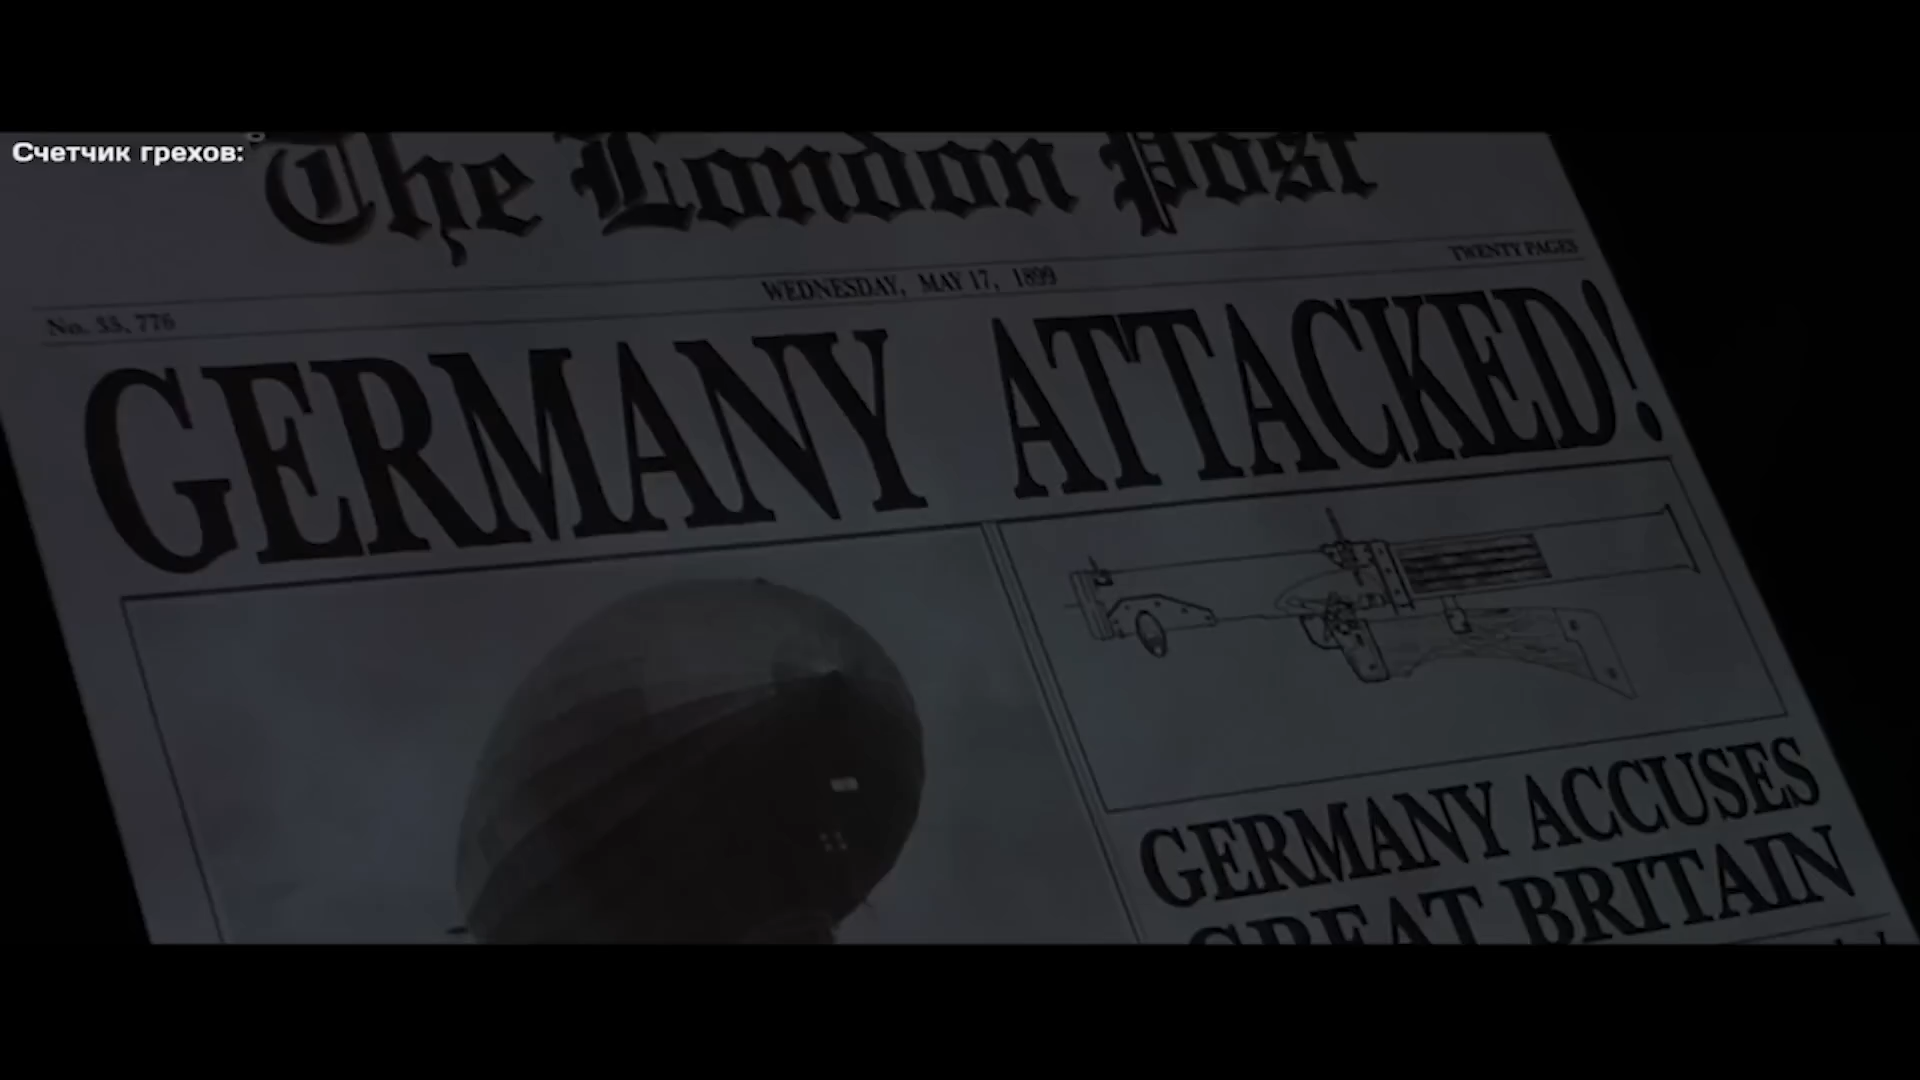 Счетчик грехов:
The London Post
WEDNESDAY, MAY 17, 1899
TWENTY PAGES
No. 33, 776
GERMANY ATTACKED!
GERMANY ACCUSES
GREAT BRITAIN